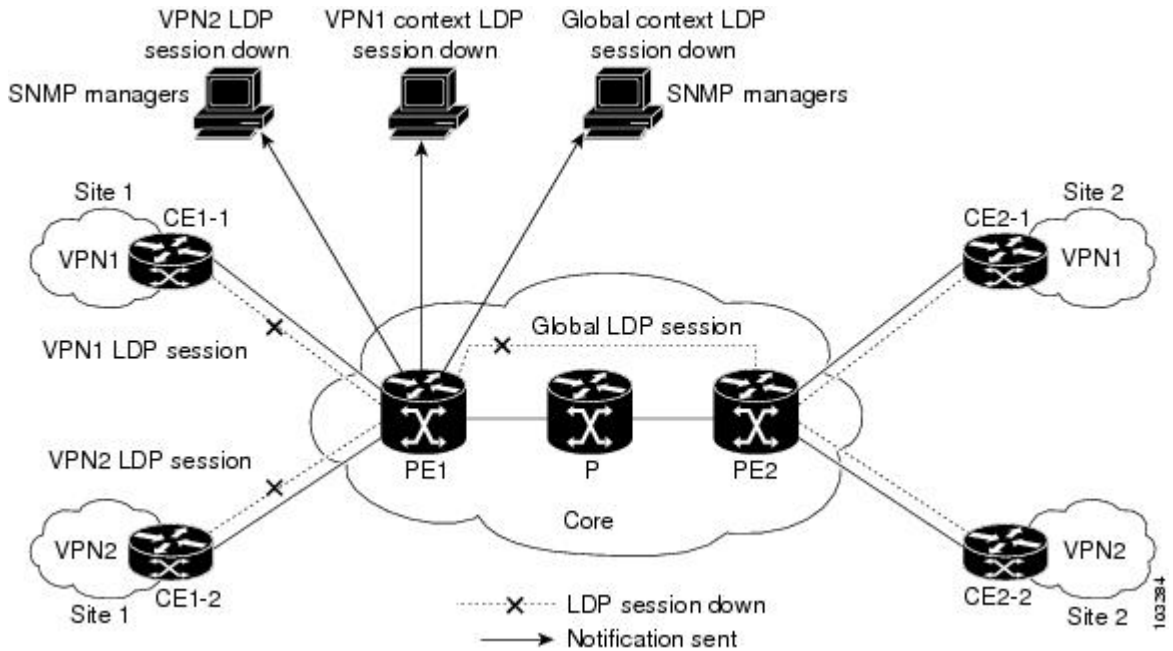 VPN2 LDP
session down
VPN1 context LDP
session down
Global context LDP
session down
SNMP managers
SNMP managers
Site 1
CE1-1
VPN1
Site 2
CE2-1
VPN1
Global LDP session
VPN1 LDP session
VPN2 LDP session
PE1
P
PE2
Core
VPN2
CE1-2
Site 1
VPN2
CE2-2
Site 2
LDP session down
Notification sent
103284